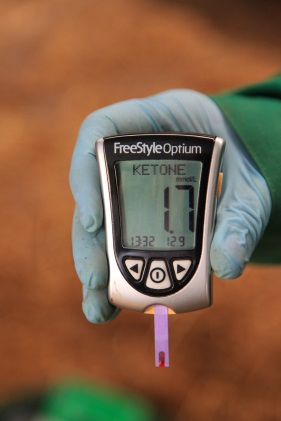 FreeStyle Optium
KETONE
mmol/L
1.7
13:32 12.9